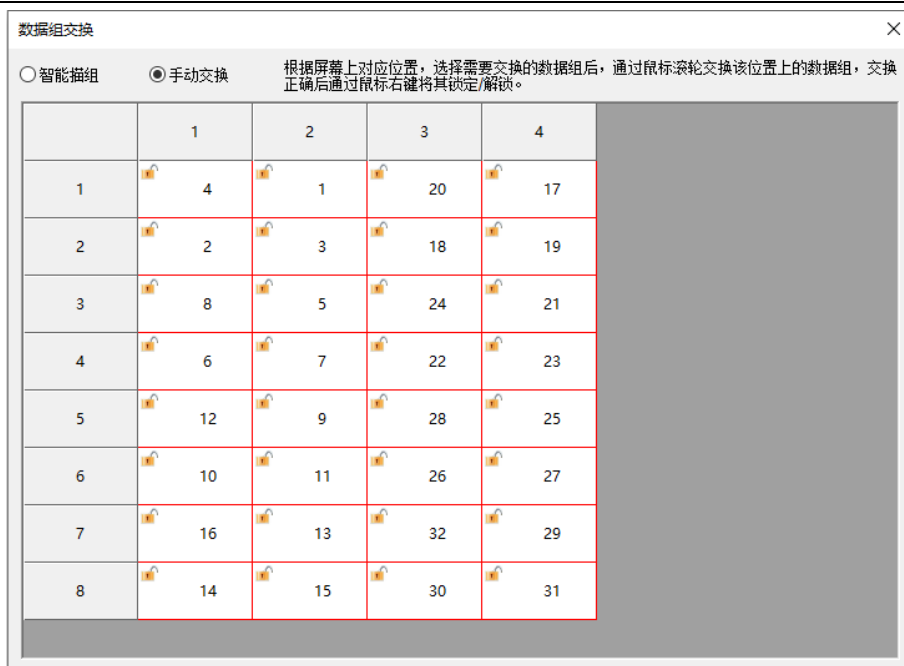 数据组交换
智能描组 手动交换 根据屏幕上对应位置，选择需要交换的数据组后，通过鼠标滚轮交换该位置上的数据组，交换
正确后通过鼠标右键将其锁定/解锁。
1 2 3 4
1 4 1 20 17
2 2 3 18 19
3 8 5 24 21
4 6 7 22 23
5 12 9 28 25
6 10 11 26 27
7 16 13 32 29
8 14 15 30 31